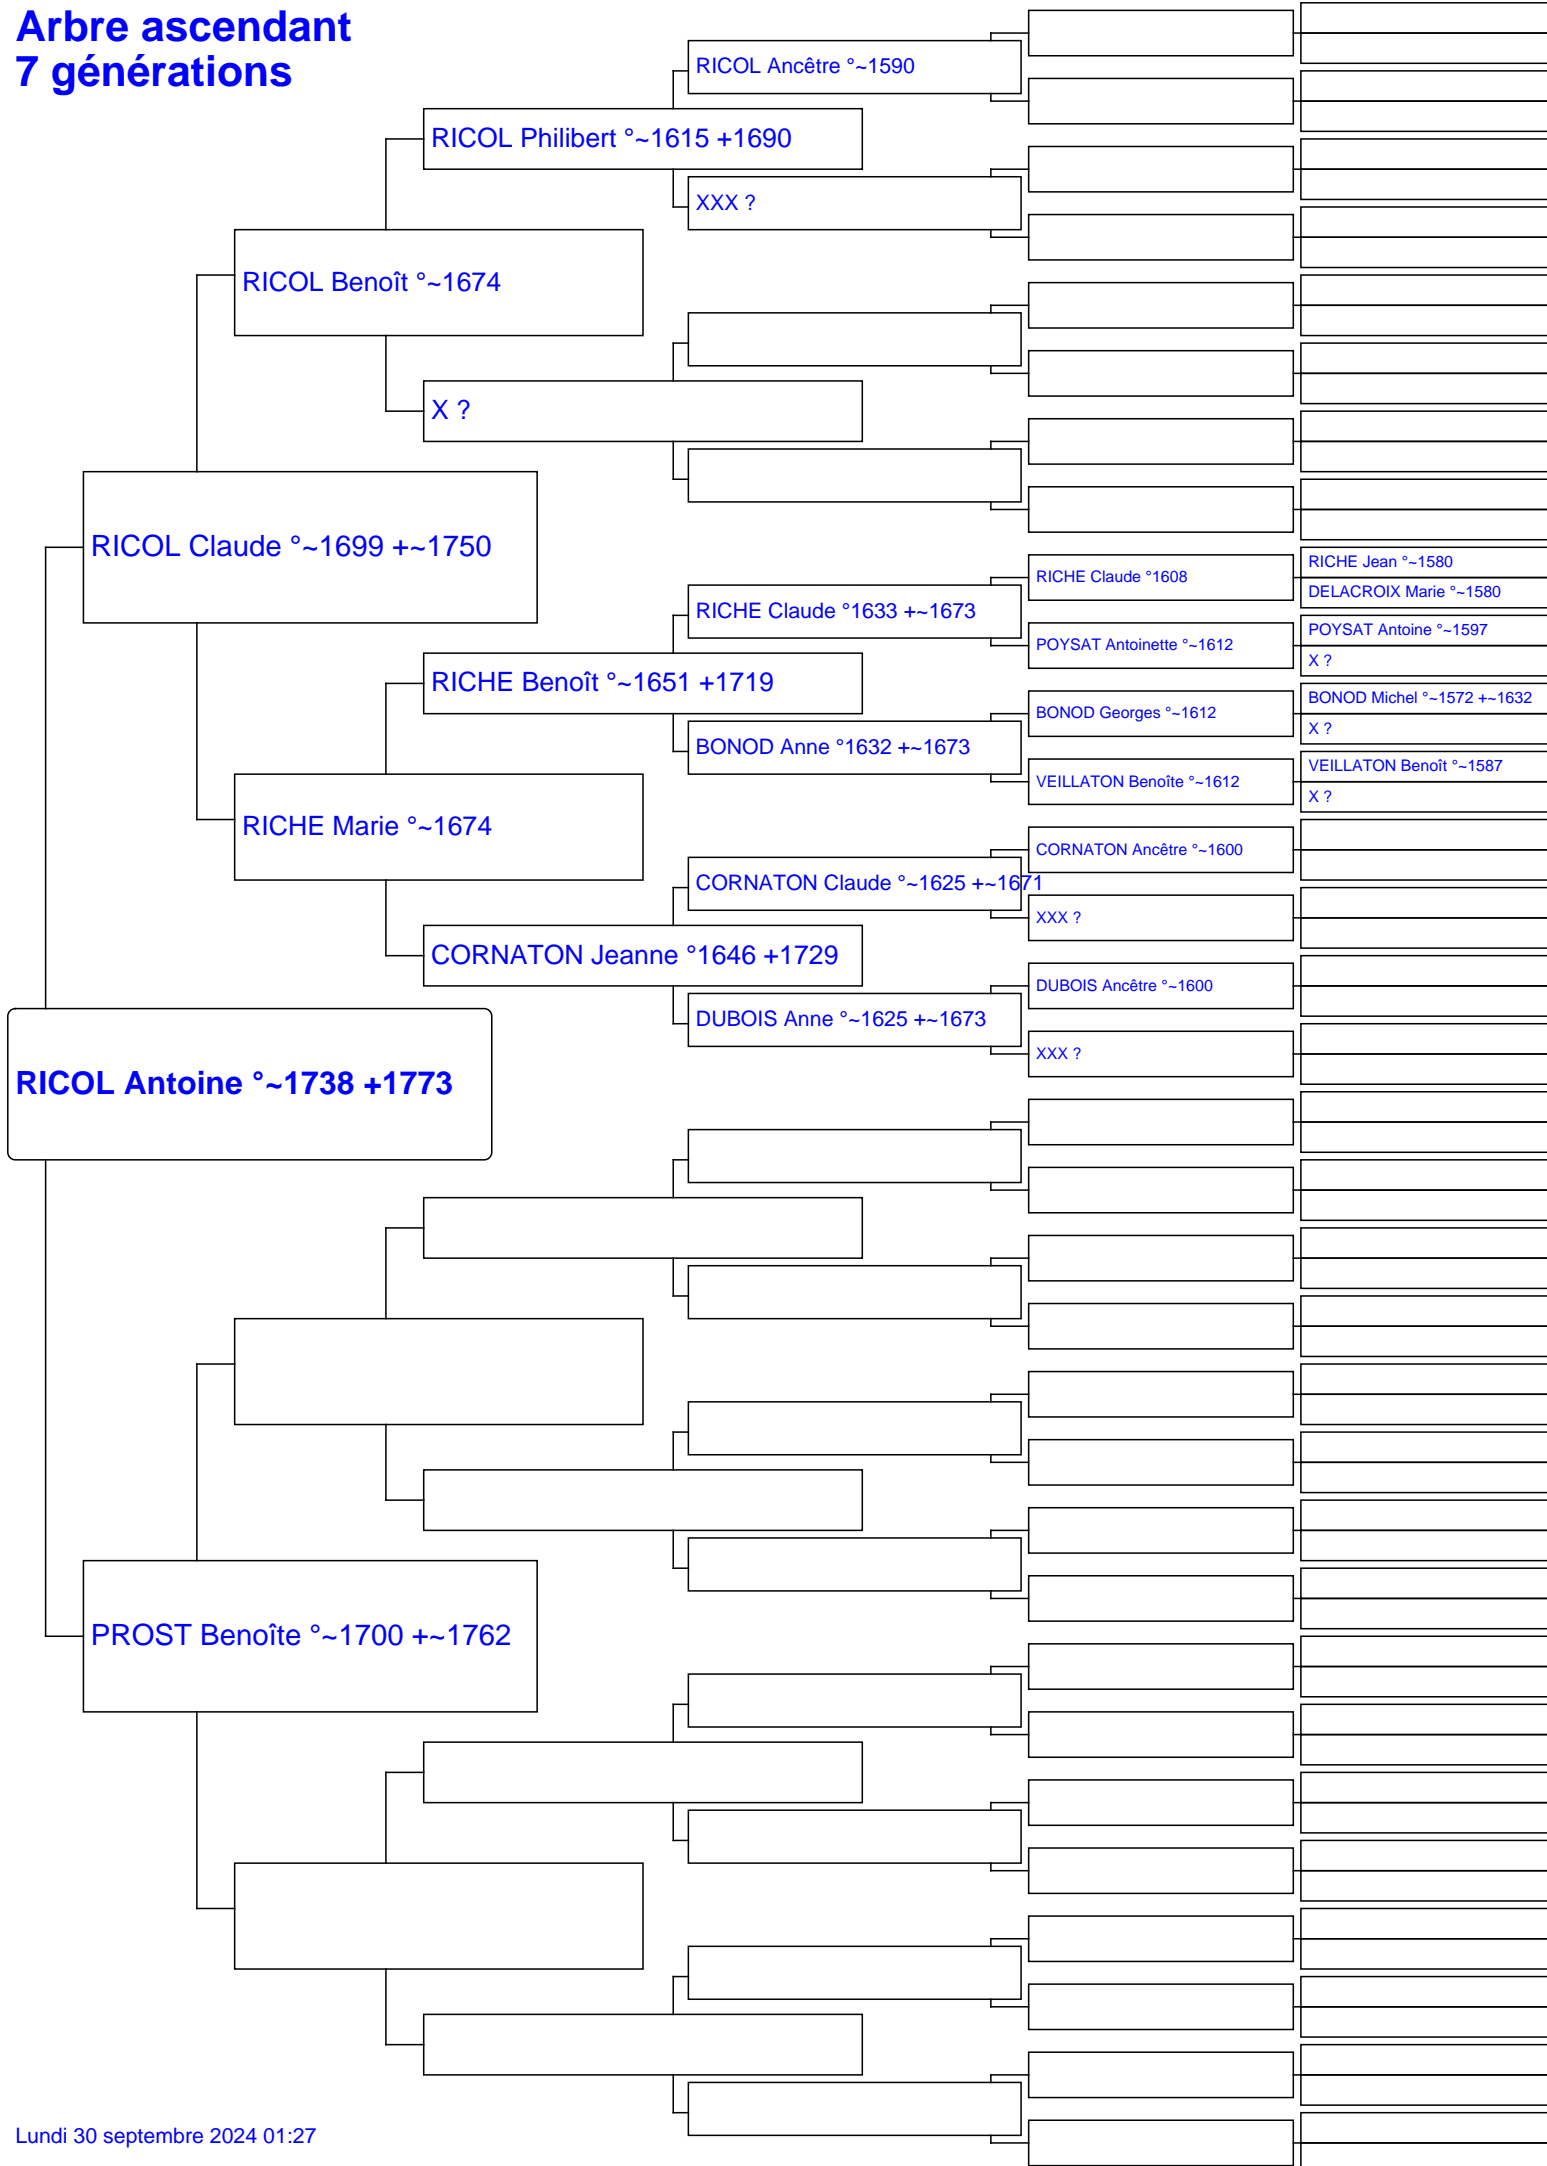 Arbre ascendant
7 générations
RICOL Ancêtre °~1590
RICOL Philibert °~1615 +1690
XXX ?
RICOL Benoît °~1674
X ?
RICOL Claude °~1699 +~1750
RICHE Jean °~1580
RICHE Claude °1608
DELACROIX Marie °~1580
RICHE Claude °1633 +~1673
POYSAT Antoine °~1597
POYSAT Antoinette °~1612
X ?
RICHE Benoît °~1651 +1719
BONOD Michel °~1572 +~1632
BONOD Georges °~1612
X ?
BONOD Anne °1632 +~1673
VEILLATON Benoît °~1587
VEILLATON Benoîte °~1612
X ?
RICHE Marie °~1674
CORNATON Ancêtre °~1600
CORNATON Claude °~1625 +~1671
XXX ?
CORNATON Jeanne °1646 +1729
DUBOIS Ancêtre °~1600
DUBOIS Anne °~1625 +~1673
XXX ?
RICOL Antoine °~1738 +1773
PROST Benoîte °~1700 +~1762
Lundi 30 septembre 2024 01:27